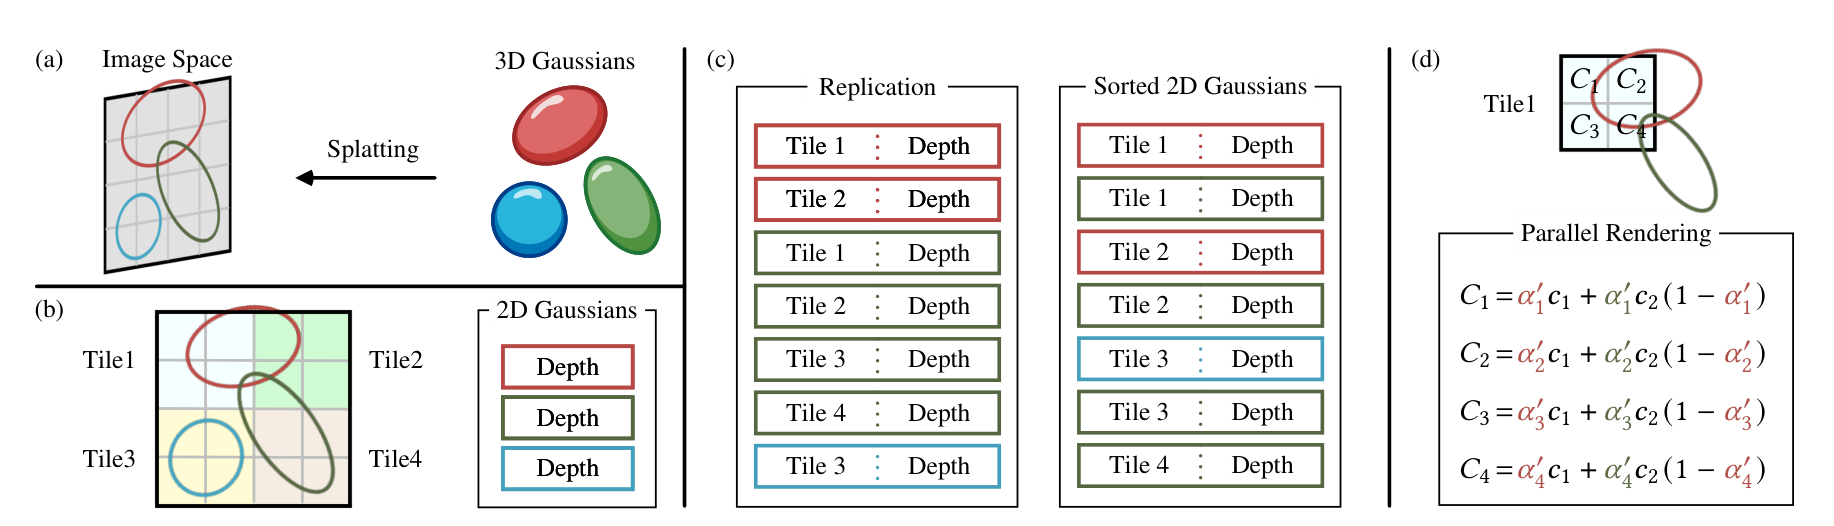 (a)
Image Space
3D Gaussians
Splatting
(b)
Tile1
Tile2
Tile3
Tile4
2D Gaussians
Depth
Depth
Depth
(c)
Replication
Tile 1 Depth
Tile 2 Depth
Tile 1 Depth
Tile 2 Depth
Tile 3 Depth
Tile 4 Depth
Tile 3 Depth
Sorted 2D Gaussians
Tile 1 Depth
Tile 1 Depth
Tile 2 Depth
Tile 2 Depth
Tile 3 Depth
Tile 3 Depth
Tile 4 Depth
(d)
Tile1
C₁ C₂
C₃ C₄
Parallel Rendering
C₁ = α′₁c₁ + α′₁c₂(1 − α′₁)
C₂ = α′₂c₁ + α′₂c₂(1 − α′₂)
C₃ = α′₃c₁ + α′₃c₂(1 − α′₃)
C₄ = α′₄c₁ + α′₄c₂(1 − α′₄)